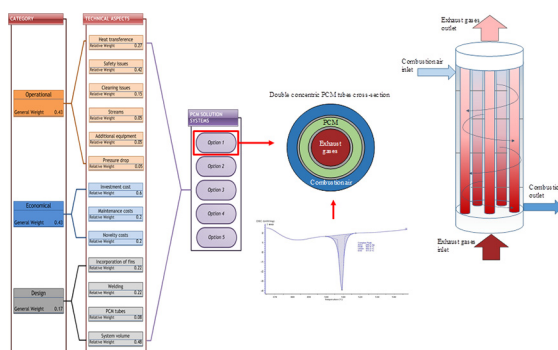 CATEGORY
TECHNICAL ASPECTS
Operational
General Weight 0.43
Heat transference
Relative Weight 0.27
Safety issues
Relative Weight 0.42
Cleaning issues
Relative Weight 0.15
Streams
Relative Weight 0.05
Additional equipment
Relative Weight 0.05
Pressure drop
Relative Weight 0.05
Economical
General Weight 0.43
Investment cost
Relative Weight 0.6
Maintenance costs
Relative Weight 0.2
Novelty costs
Relative Weight 0.2
Design
General Weight 0.17
Incorporation of fins
Relative Weight 0.22
Welding
Relative Weight 0.22
PCM tubes
Relative Weight 0.08
System volume
Relative Weight 0.48
PCM SOLUTION
SYSTEMS
Option 1
Option 2
Option 3
Option 4
Option 5
Double concentric PCM tubes cross-section
PCM
Exhaust
gases
Combustion air
Exhaust gases
outlet
Combustion air
inlet
Combustio
outlet
Exhaust gases
inlet